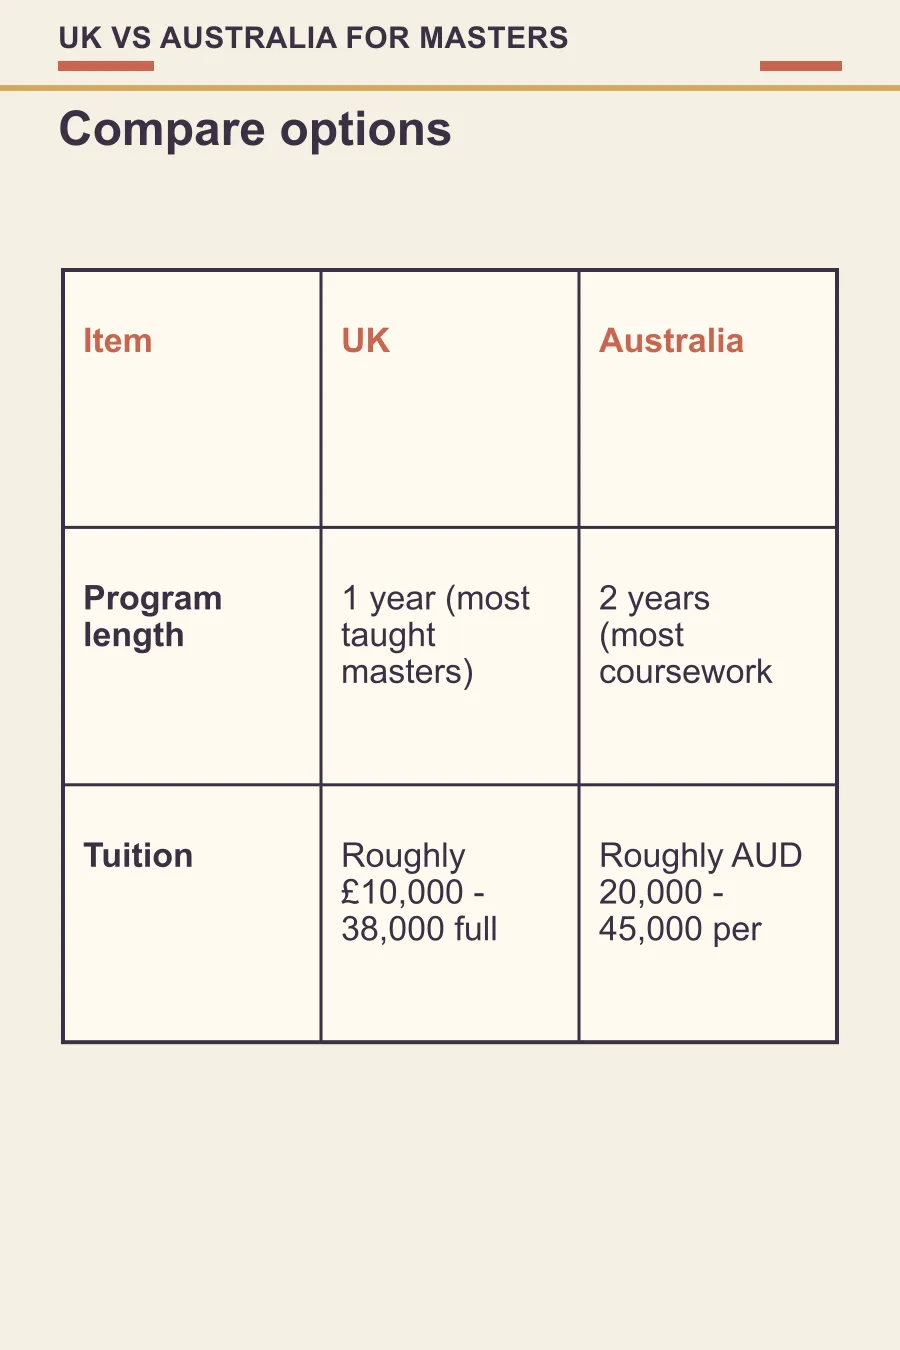 UK VS AUSTRALIA FOR MASTERS
Compare options
Item
UK
Australia
Program
length
1 year (most
taught
masters)
2 years
(most
coursework
Tuition
Roughly
£10,000 -
38,000 full
Roughly AUD
20,000 -
45,000 per